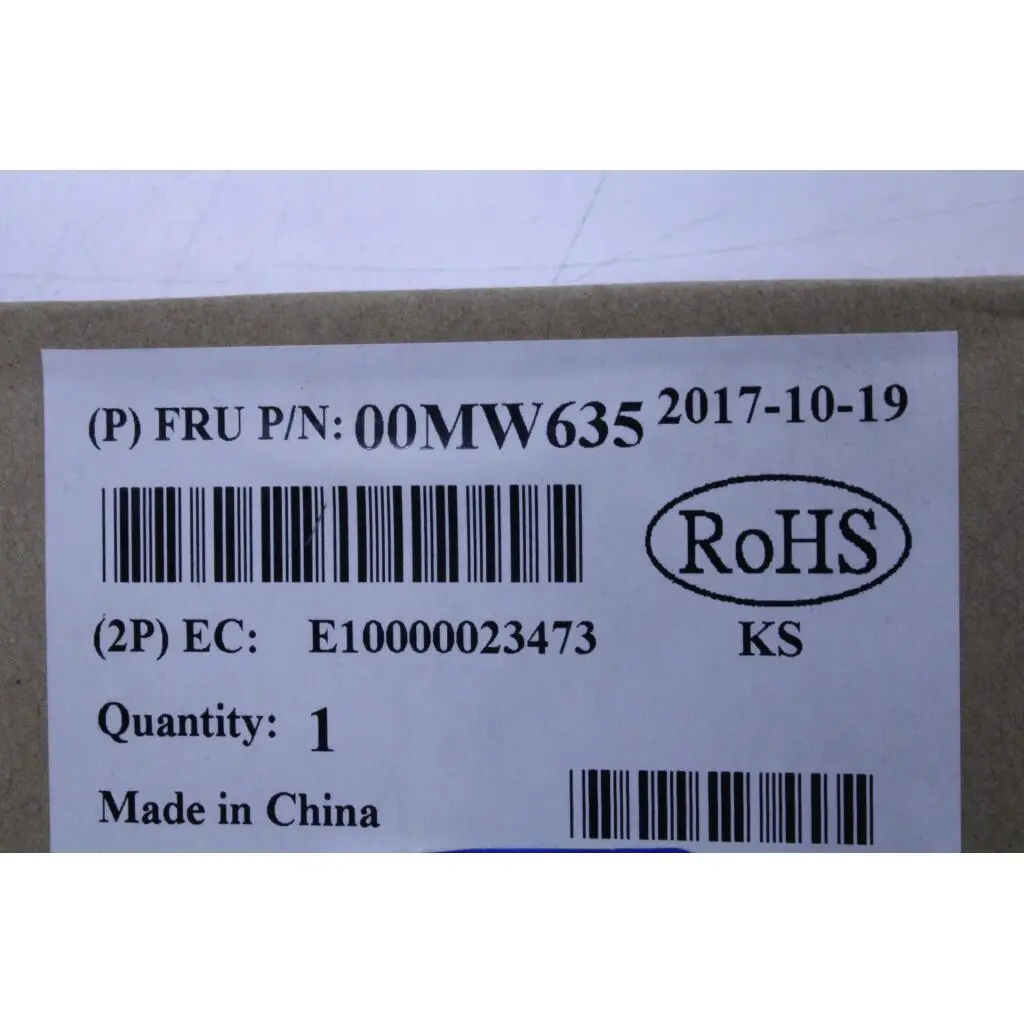 (P) FRU P/N: 00MW635 2017-10-19
RoHS
(2P) EC: E10000023473 KS
Quantity: 1
Made in China